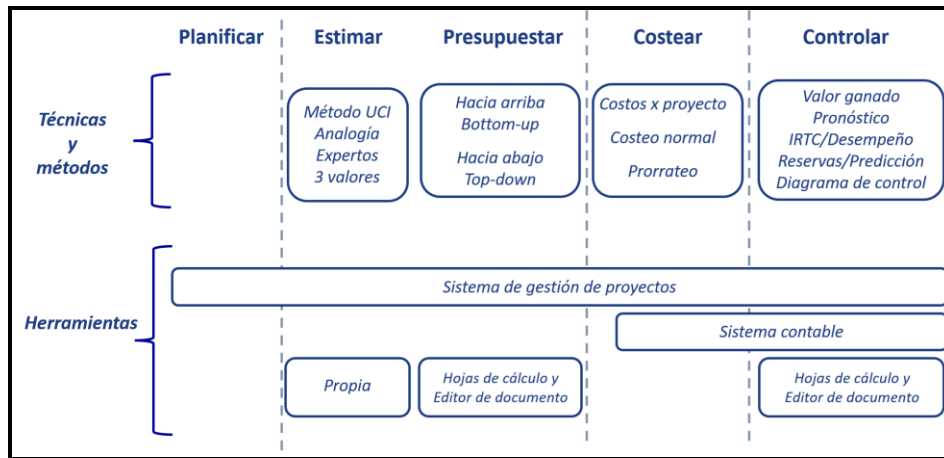 Planificar
Estimar
Presupuestar
Costear
Controlar
Técnicas
y
métodos
Método UCI
Analogía
Expertos
3 valores
Hacia arriba
Bottom-up
Hacia abajo
Top-down
Costos x proyecto
Costeo normal
Prorrateo
Valor ganado
Pronóstico
IRTC/Desempeño
Reservas/Predicción
Diagrama de control
Herramientas
Sistema de gestión de proyectos
Sistema contable
Propia
Hojas de cálculo y
Editor de documento
Hojas de cálculo y
Editor de documento